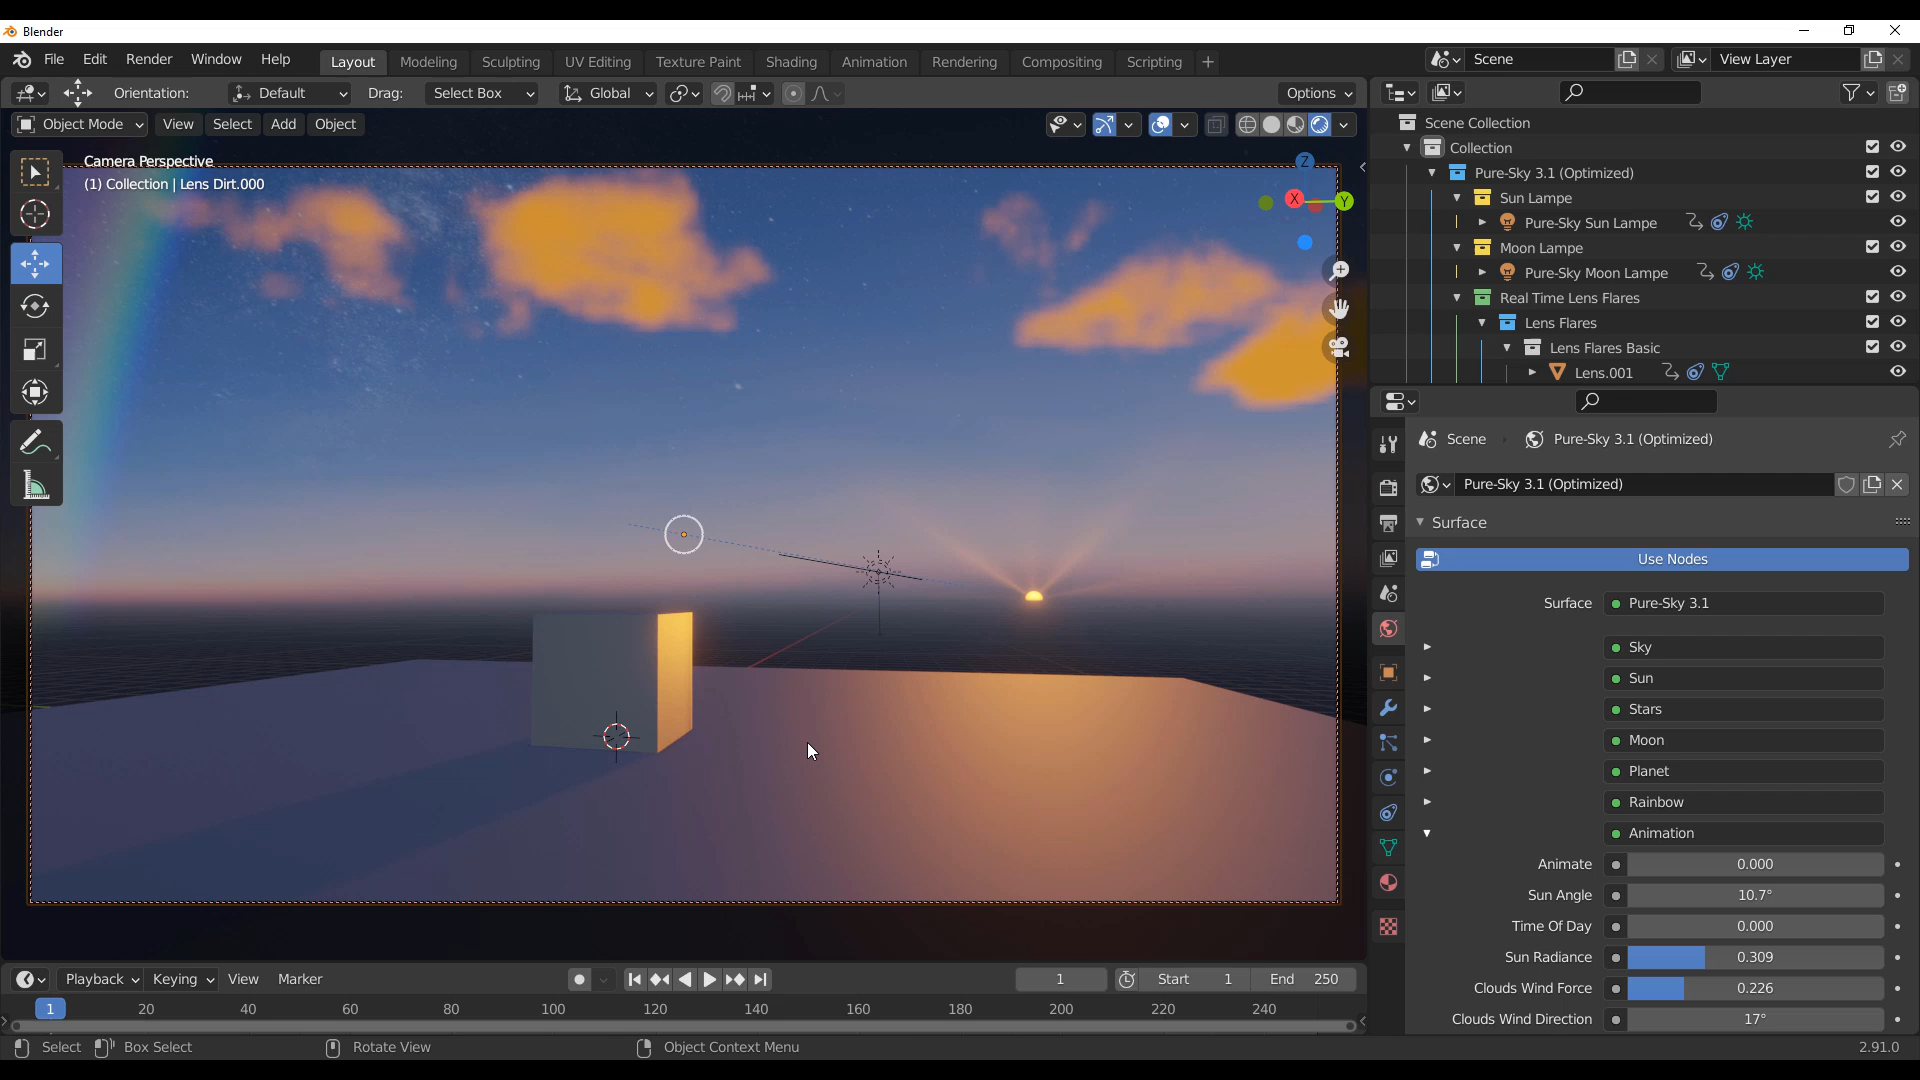 Blender
File Edit Render Window Help Layout Modeling Sculpting UV Editing Texture Paint Shading Animation Rendering Compositing Scripting + Scene View Layer
Orientation: Default Drag: Select Box Global Options
Object Mode View Select Add Object
Camera Perspective
(1) Collection | Lens Dirt.000
Z
X
Y
Scene Collection
Collection
Pure-Sky 3.1 (Optimized)
Sun Lampe
Pure-Sky Sun Lampe
Moon Lampe
Pure-Sky Moon Lampe
Real Time Lens Flares
Lens Flares
Lens Flares Basic
Lens.001
Scene Pure-Sky 3.1 (Optimized)
Pure-Sky 3.1 (Optimized)
Surface
Use Nodes
Surface Pure-Sky 3.1
Sky
Sun
Stars
Moon
Planet
Rainbow
Animation
Animate 0.000
Sun Angle 10.7°
Time Of Day 0.000
Sun Radiance 0.309
Clouds Wind Force 0.226
Clouds Wind Direction 17°
Playback Keying View Marker 1 Start 1 End 250
1 20 40 60 80 100 120 140 160 180 200 220 240
Select Box Select Rotate View Object Context Menu 2.91.0